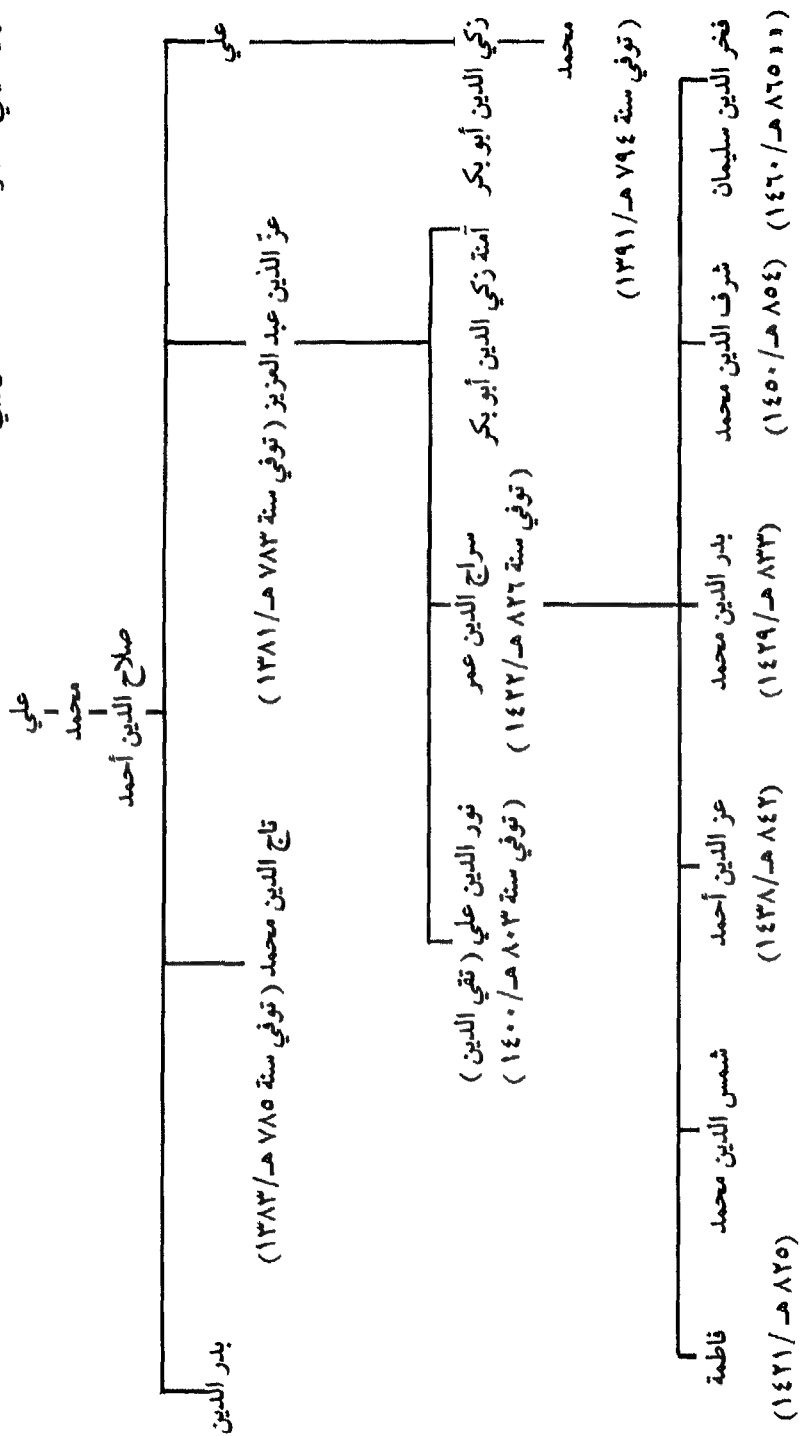 علي
محمد
صلاح الدين أحمد
علي
عز الدين عبد العزيز (توفي سنة ٧٨٣ هـ/١٣٨١)
تاج الدين محمد (توفي سنة ٧٨٥ هـ/١٣٨٣)
بدر الدين
زكي الدين أبو بكر
محمد
(توفي سنة ٧٩٤ هـ/١٣٩١)
آمنة زكي الدين أبو بكر
سراج الدين عمر
(توفي سنة ٨٢٦ هـ/١٤٢٢)
نور الدين علي (تقي الدين)
(توفي سنة ٨٠٣ هـ/١٤٠٠)
فخر الدين سليمان
شرف الدين محمد
(٨٥٤ هـ/١٤٥٠)
بدر الدين محمد
(٨٣٣ هـ/١٤٢٩)
عز الدين أحمد
(٨٤٢ هـ/١٤٣٨)
شمس الدين محمد
فاطمة
(٨٢٥ هـ/١٤٢١)